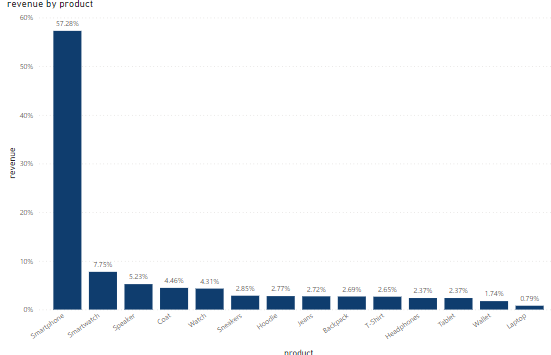 revenue by product
60%
57.28%
50%
40%
30%
20%
10%
0%
revenue
7.75%
5.23%
4.46%
4.31%
2.85%
2.77%
2.72%
2.69%
2.65%
2.37%
2.37%
1.74%
0.79%
Smartphone
Smartwatch
Speaker
Coat
Watch
Sneakers
Hoodie
Jeans
Backpack
T-Shirt
Headphones
Tablet
Wallet
Laptop
product